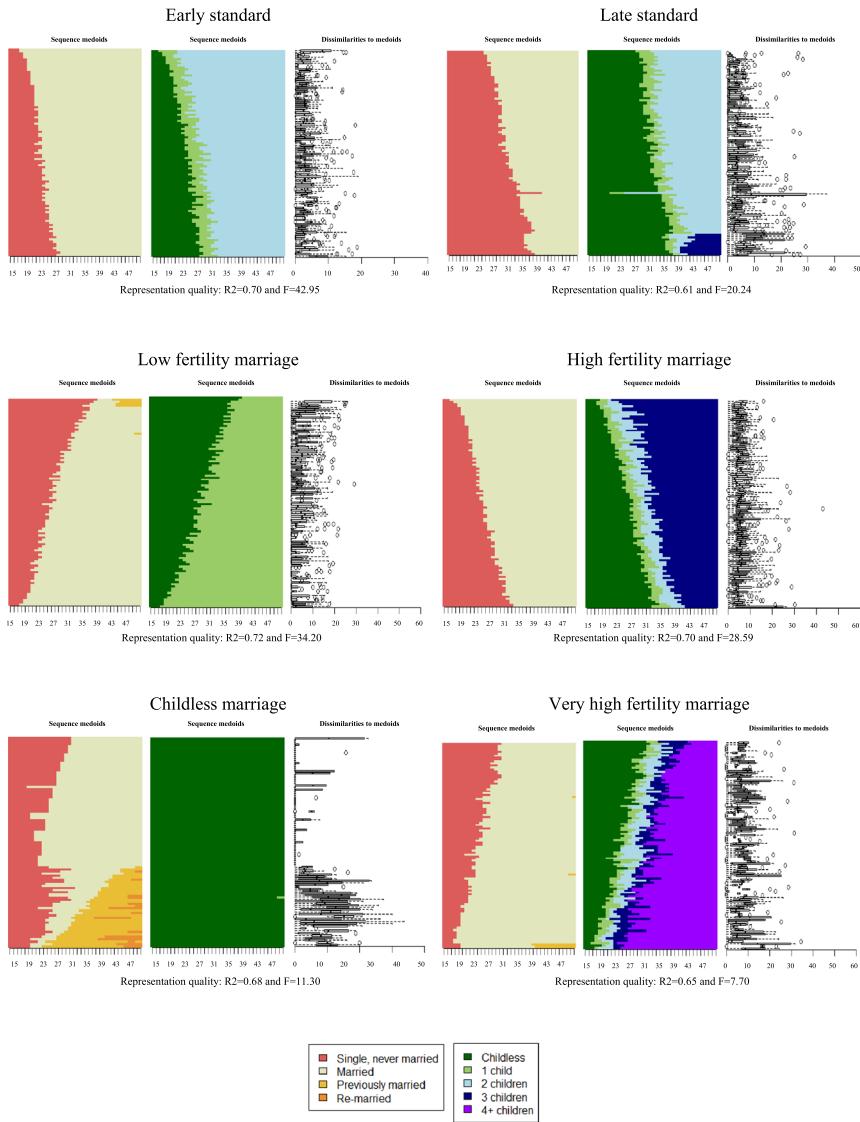 Early standard
Late standard
Sequence medoids
Sequence medoids
Dissimilarities to medoids
Sequence medoids
Sequence medoids
Dissimilarities to medoids
15 19 23 27 31 35 39 43 47
15 19 23 27 31 35 39 43 47
0 10 20 30 40
15 19 23 27 31 35 39 43 47
15 19 23 27 31 35 39 43 47
0 10 20 30 40 50
Representation quality: R2=0.70 and F=42.95
Representation quality: R2=0.61 and F=20.24
Low fertility marriage
High fertility marriage
Sequence medoids
Sequence medoids
Dissimilarities to medoids
Sequence medoids
Sequence medoids
Dissimilarities to medoids
15 19 23 27 31 35 39 43 47
15 19 23 27 31 35 39 43 47
0 10 20 30 40 50 60
15 19 23 27 31 35 39 43 47
15 19 23 27 31 35 39 43 47
0 10 20 30 40 50 60
Representation quality: R2=0.72 and F=34.20
Representation quality: R2=0.70 and F=28.59
Childless marriage
Very high fertility marriage
Sequence medoids
Sequence medoids
Dissimilarities to medoids
Sequence medoids
Sequence medoids
Dissimilarities to medoids
15 19 23 27 31 35 39 43 47
15 19 23 27 31 35 39 43 47
0 10 20 30 40 50
15 19 23 27 31 35 39 43 47
15 19 23 27 31 35 39 43 47
0 10 20 30 40 50 60
Representation quality: R2=0.68 and F=11.30
Representation quality: R2=0.65 and F=7.70
Single, never married
Married
Previously married
Re-married
Childless
1 child
2 children
3 children
4+ children